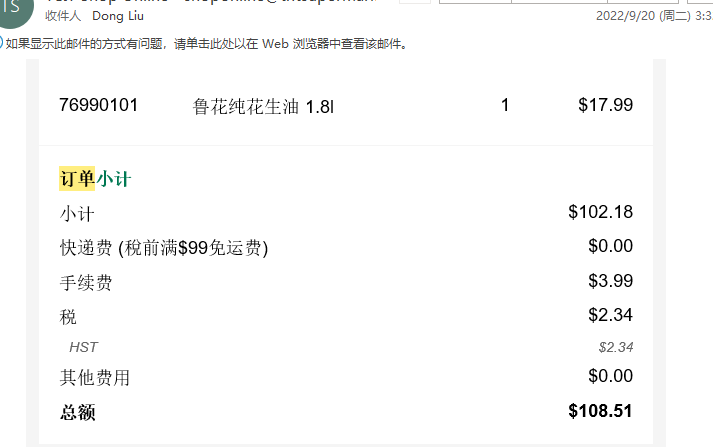 TS
收件人 Dong Liu 2022/9/20 (周二) 3:3
如果显示此邮件的方式有问题，请单击此处以在 Web 浏览器中查看该邮件。
76990101 鲁花纯花生油 1.8l 1 $17.99
订单小计
小计 $102.18
快递费 (稅前满$99免运费) $0.00
手续费 $3.99
税 $2.34
HST $2.34
其他费用 $0.00
总额 $108.51